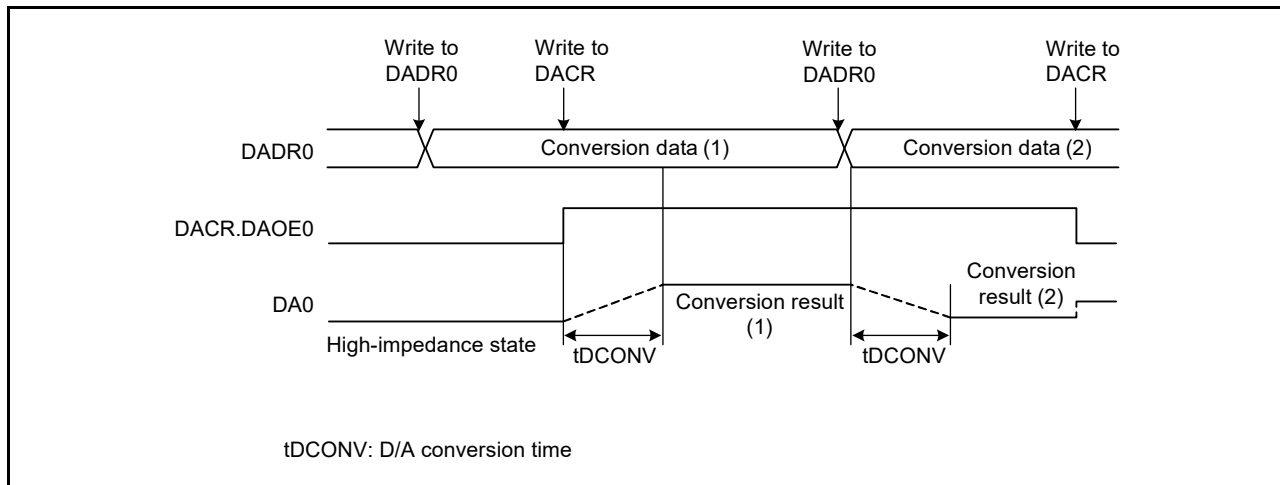 Write to
DADR0
Write to
DACR
Write to
DADR0
Write to
DACR
DADR0
Conversion data (1)
Conversion data (2)
DACR.DAOE0
DA0
Conversion result
(1)
Conversion
result (2)
High-impedance state
tDCONV
tDCONV
tDCONV: D/A conversion time